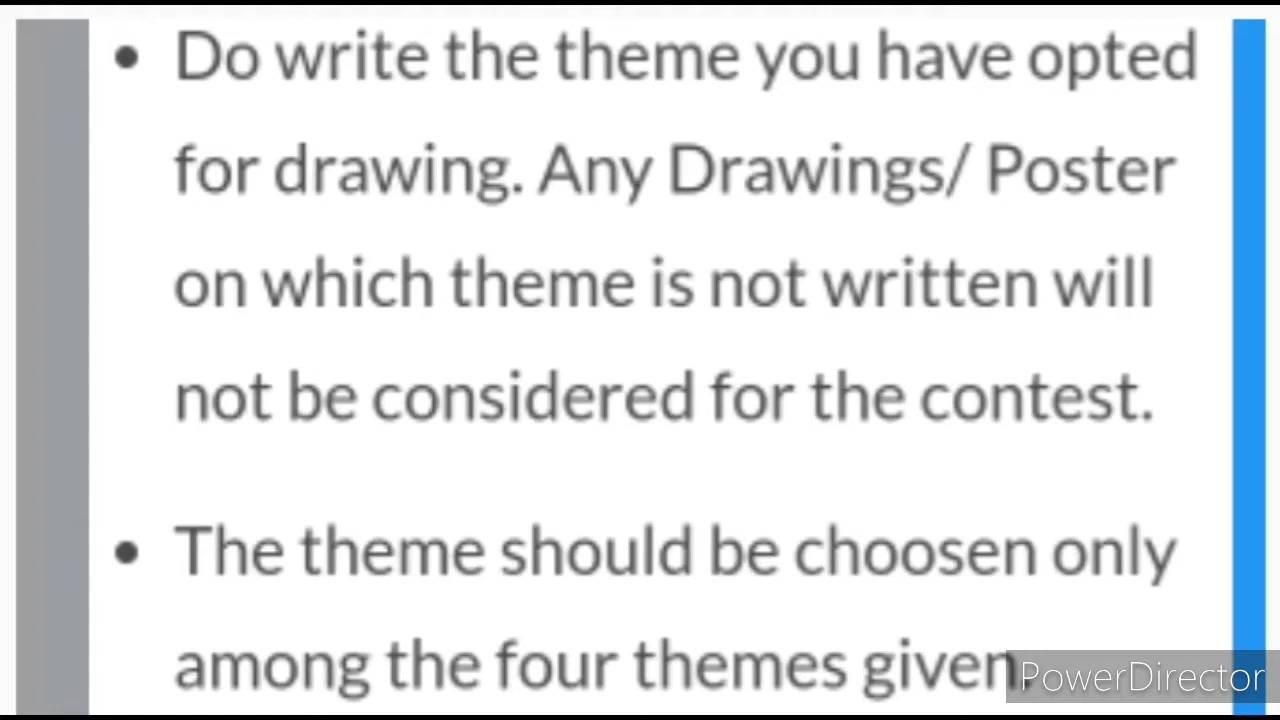 • Do write the theme you have opted
for drawing. Any Drawings/ Poster
on which theme is not written will
not be considered for the contest.
• The theme should be choosen only
among the four themes given.
PowerDirector